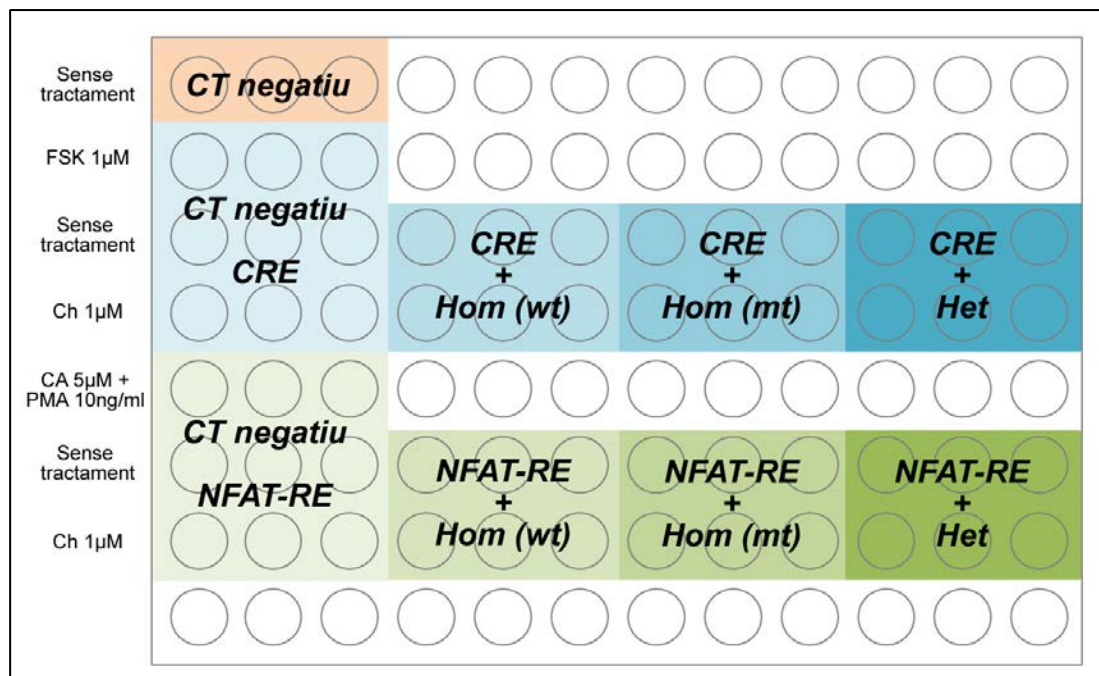 Sense
tractament
CT negatiu
FSK 1µM
CT negatiu
CRE
Sense
tractament
CRE
+
Hom (wt)
CRE
+
Hom (mt)
CRE
+
Het
Ch 1µM
CA 5µM +
PMA 10ng/ml
CT negatiu
NFAT-RE
Sense
tractament
NFAT-RE
+
Hom (wt)
NFAT-RE
+
Hom (mt)
NFAT-RE
+
Het
Ch 1µM